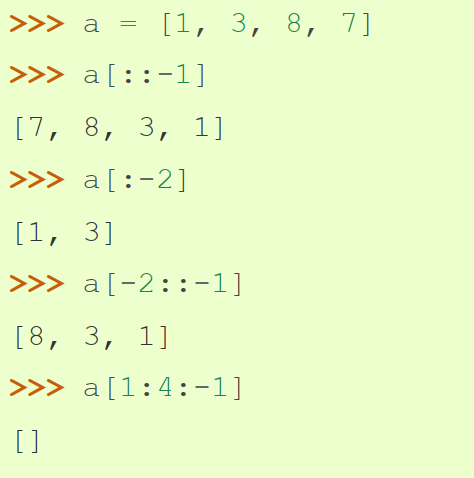 >>> a = [1, 3, 8, 7]
>>> a[::-1]
[7, 8, 3, 1]
>>> a[:-2]
[1, 3]
>>> a[-2::-1]
[8, 3, 1]
>>> a[1:4:-1]
[]